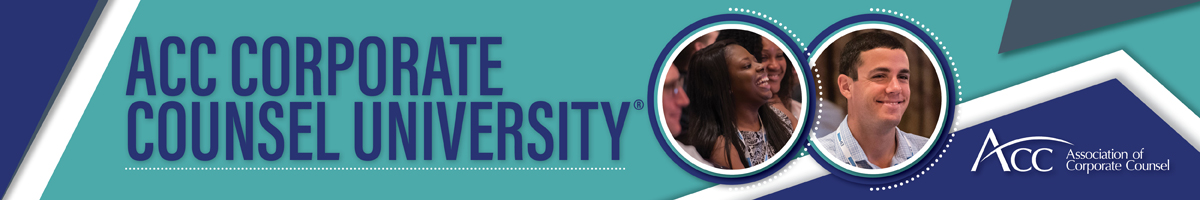 ACC CORPORATE
COUNSEL UNIVERSITY®
ACC Association of
Corporate Counsel